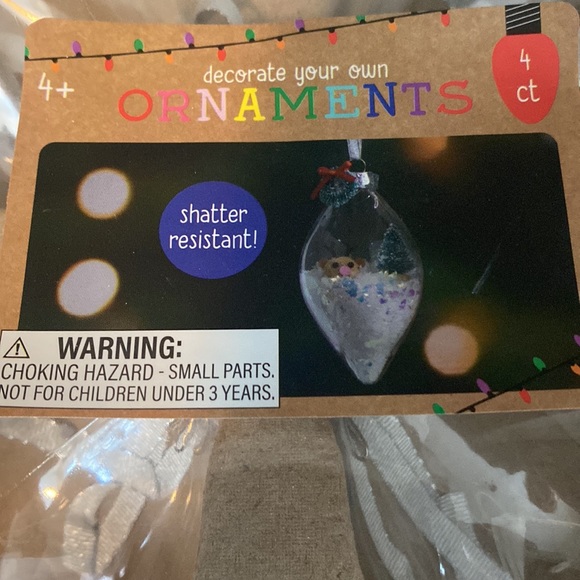 4+
decorate your own
ORNAMENTS
4
ct
shatter
resistant!
WARNING:
CHOKING HAZARD - SMALL PARTS.
NOT FOR CHILDREN UNDER 3 YEARS.